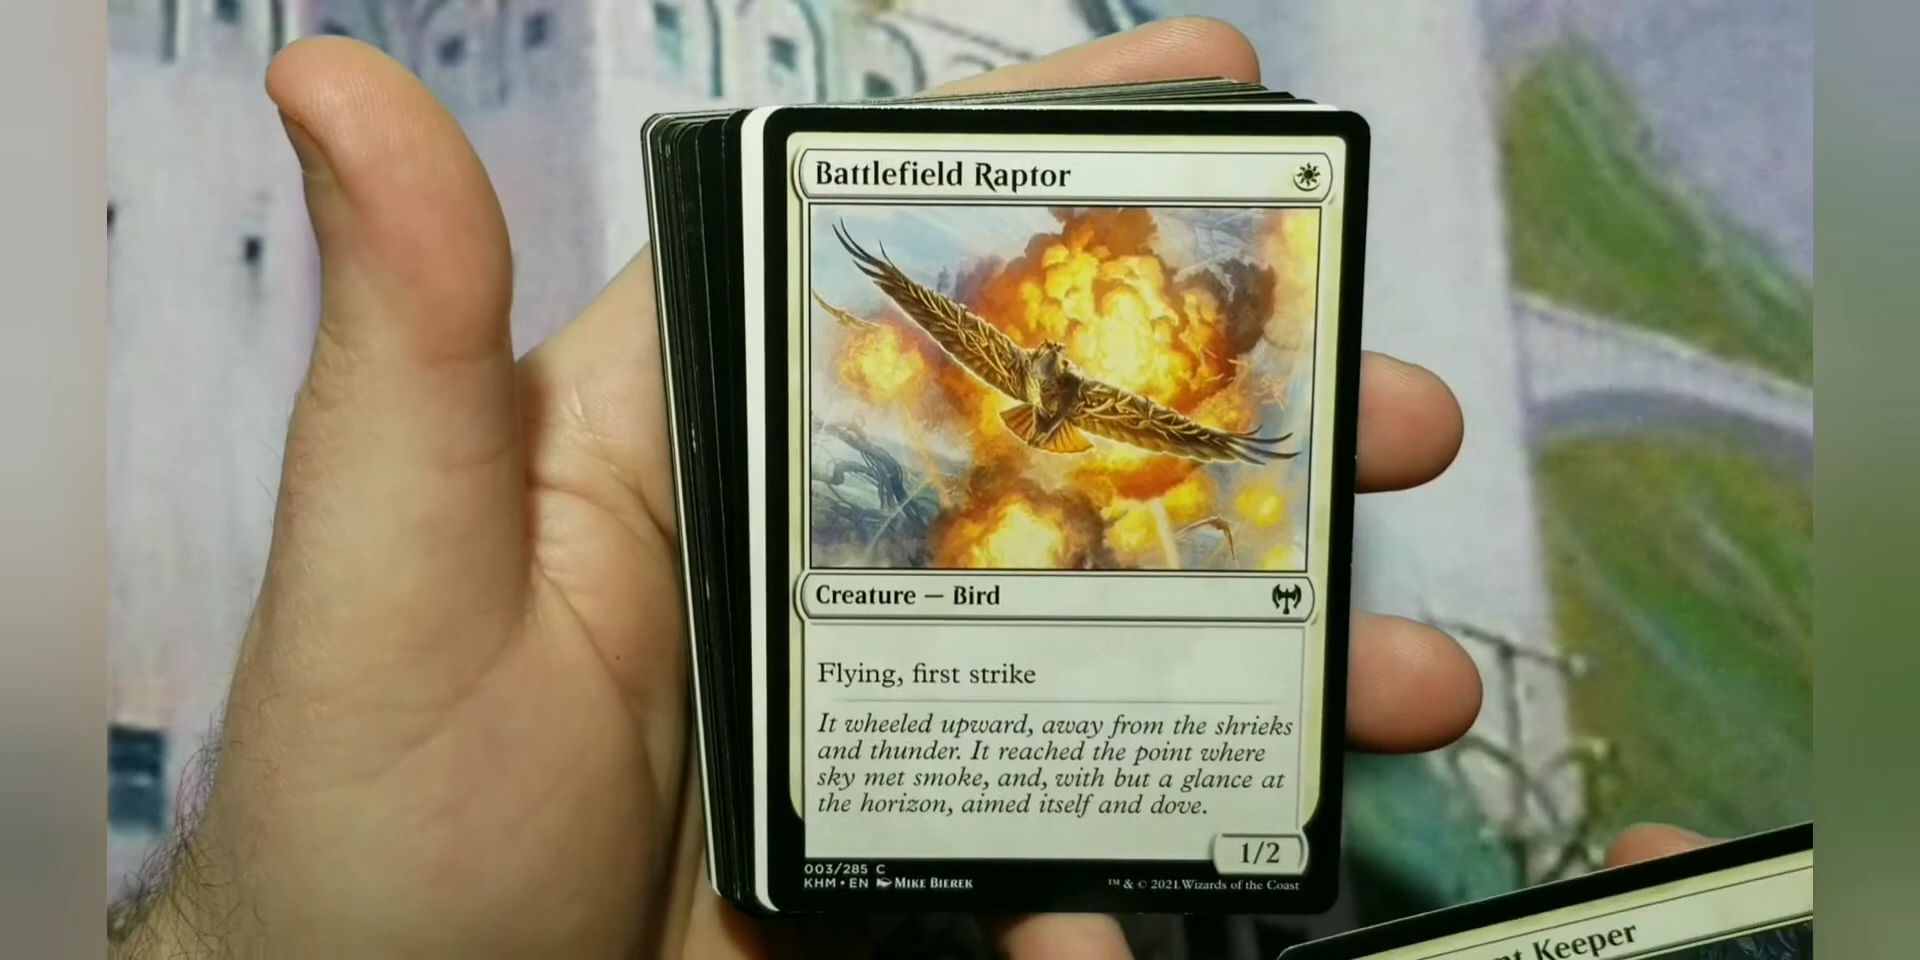 Battlefield Raptor
Creature — Bird
Flying, first strike
It wheeled upward, away from the shrieks
and thunder. It reached the point where
sky met smoke, and, with but a glance at
the horizon, aimed itself and dove.
1/2
003/285 C
KHM • EN Mike Bierek
™ & © 2021 Wizards of the Coast
Keeper